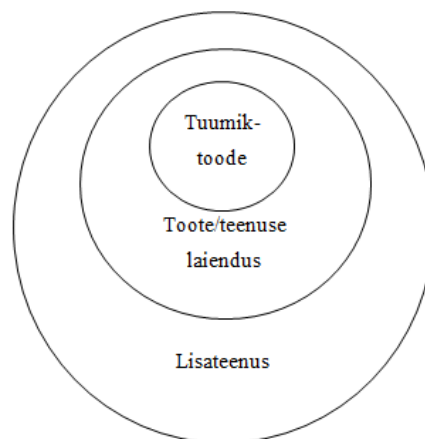 Tuumik-
toode
Toote/teenuse
laiendus
Lisateenus